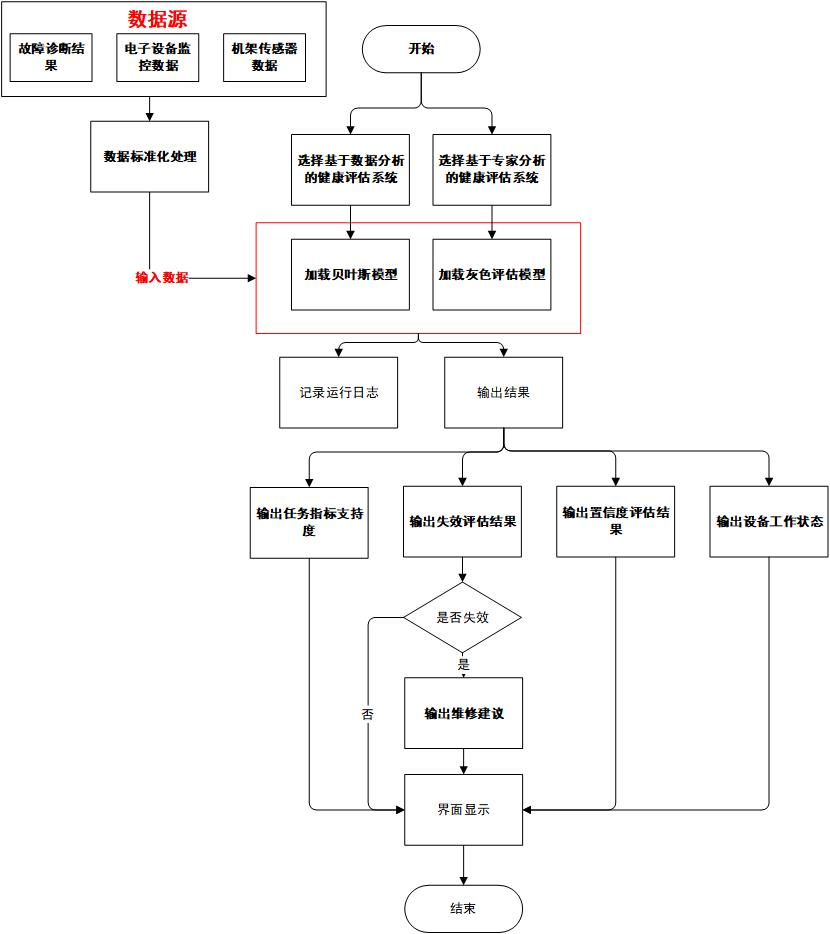 数据源
故障诊断结
果
电子设备监
控数据
机架传感器
数据
开始
数据标准化处理
选择基于数据分析
的健康评估系统
选择基于专家分析
的健康评估系统
输入数据
加载贝叶斯模型
加载灰色评估模型
记录运行日志
输出结果
输出任务指标支持
度
输出失效评估结果
输出置信度评估结
果
输出设备工作状态
是否失效
是
否
输出维修建议
界面显示
结束